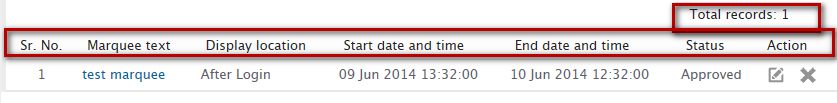 Total records: 1
Sr. No. Marquee text Display location Start date and time End date and time Status Action
1 test marquee After Login 09 Jun 2014 13:32:00 10 Jun 2014 12:32:00 Approved